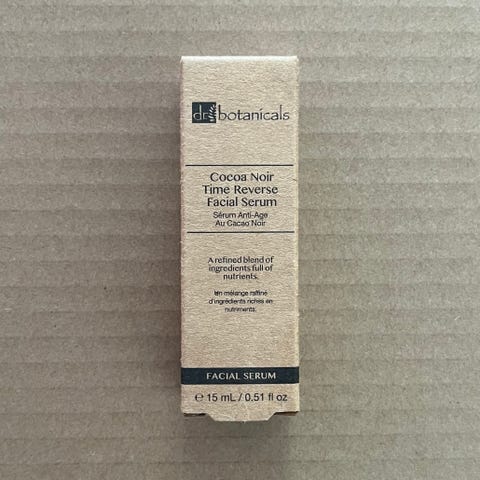 dr. botanicals
Cocoa Noir
Time Reverse
Facial Serum
Sérum Anti-Age
Au Cacao Noir
A refined blend of
ingredients full of
nutrients.
Un mélange raffiné
d'ingrédients riches en
nutriments.
FACIAL SERUM
℮ 15 mL / 0.51 fl oz